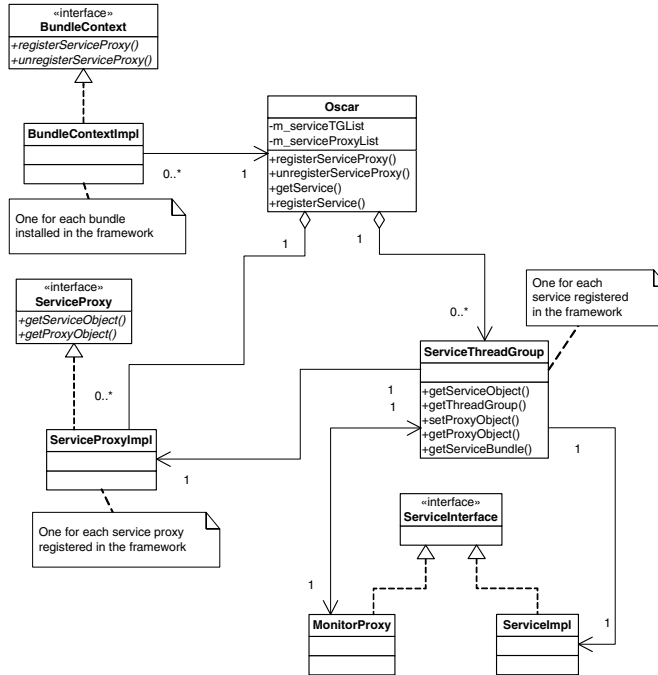 «interface»
BundleContext
+registerServiceProxy()
+unregisterServiceProxy()
BundleContextImpl
0..*
1
Oscar
-m_serviceTGList
-m_serviceProxyList
+registerServiceProxy()
+unregisterServiceProxy()
+getService()
+registerService()
One for each bundle
installed in the framework
1
1
«interface»
ServiceProxy
+getServiceObject()
+getProxyObject()
One for each
service registered
in the framework
0..*
ServiceThreadGroup
+getServiceObject()
+getThreadGroup()
+setProxyObject()
+getProxyObject()
+getServiceBundle()
0..*
1
1
ServiceProxyImpl
1
1
One for each service proxy
registered in the framework
«interface»
ServiceInterface
1
MonitorProxy
ServiceImpl
1